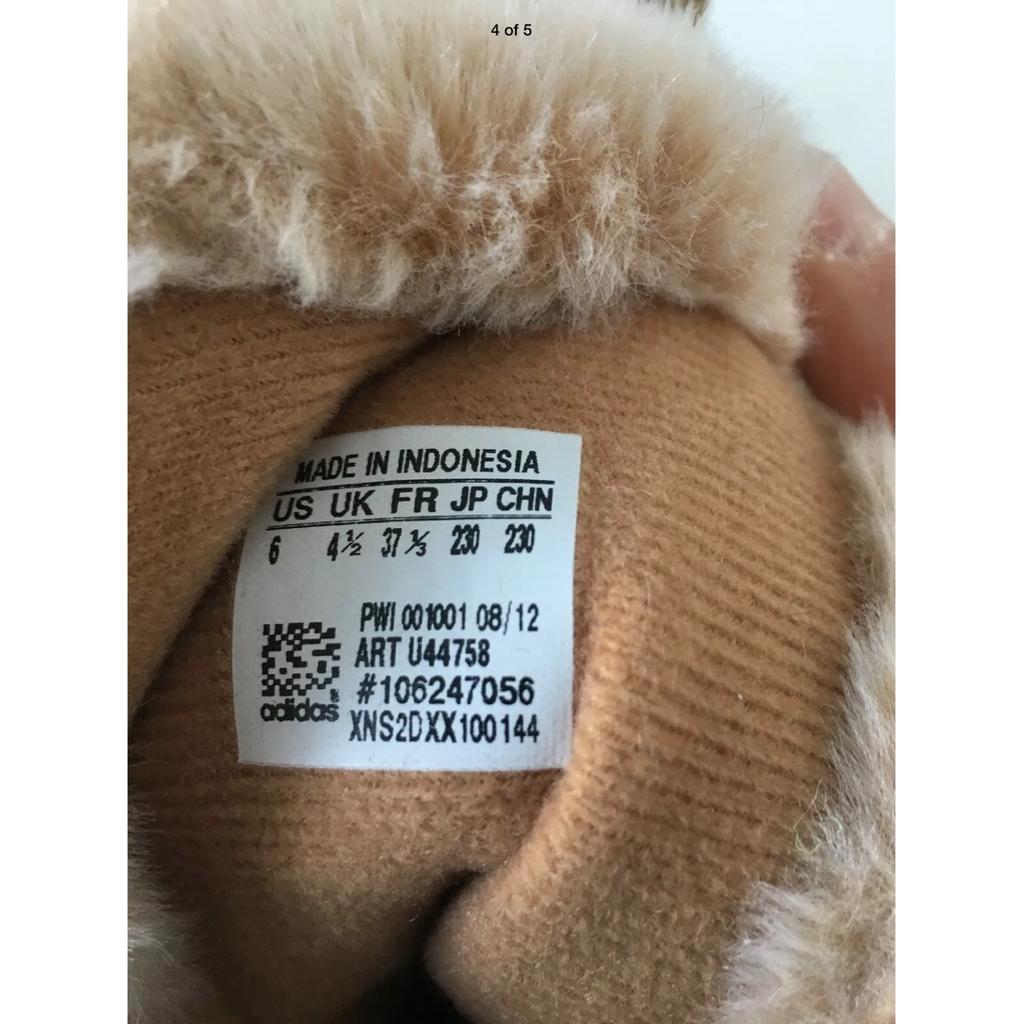 4 of 5
MADE IN INDONESIA
US UK FR JP CHN
6 4½ 37⅓ 230 230
PWI 001001 08/12
ART U44758
#106247056
adidas®
XNS2DXX100144